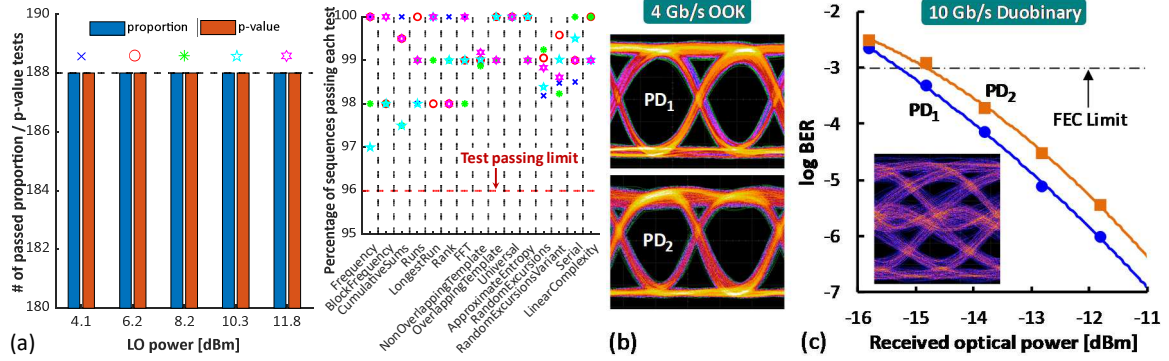 # of passed proportion / p-value tests
190
188
186
184
182
180
proportion
p-value
4.1
6.2
8.2
10.3
11.8
LO power [dBm]
(a)
Percentage of sequences passing each test
100
99
98
97
96
95
Test passing limit
Frequency
BlockFrequency
CumulativeSums
Runs
LongestRun
Rank
FFT
NonOverlappingTemplate
OverlappingTemplate
Universal
ApproximateEntropy
RandomExcursions
RandomExcursionsVariant
Serial
LinearComplexity
4 Gb/s OOK
PD1
PD2
(b)
10 Gb/s Duobinary
log BER
-2
-3
-4
-5
-6
-7
PD2
PD1
FEC Limit
-16
-15
-14
-13
-12
-11
Received optical power [dBm]
(c)